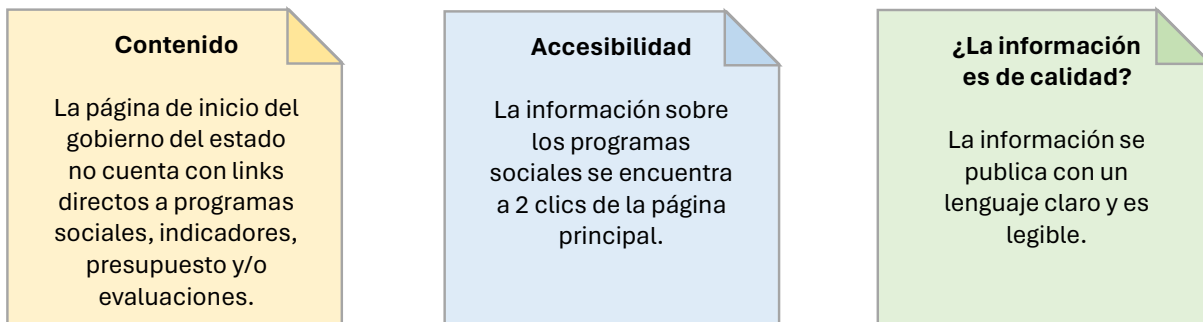 Contenido
La página de inicio del
gobierno del estado
no cuenta con links
directos a programas
sociales, indicadores,
presupuesto y/o
evaluaciones.
Accesibilidad
La información sobre
los programas
sociales se encuentra
a 2 clics de la página
principal.
¿La información
es de calidad?
La información se
publica con un
lenguaje claro y es
legible.